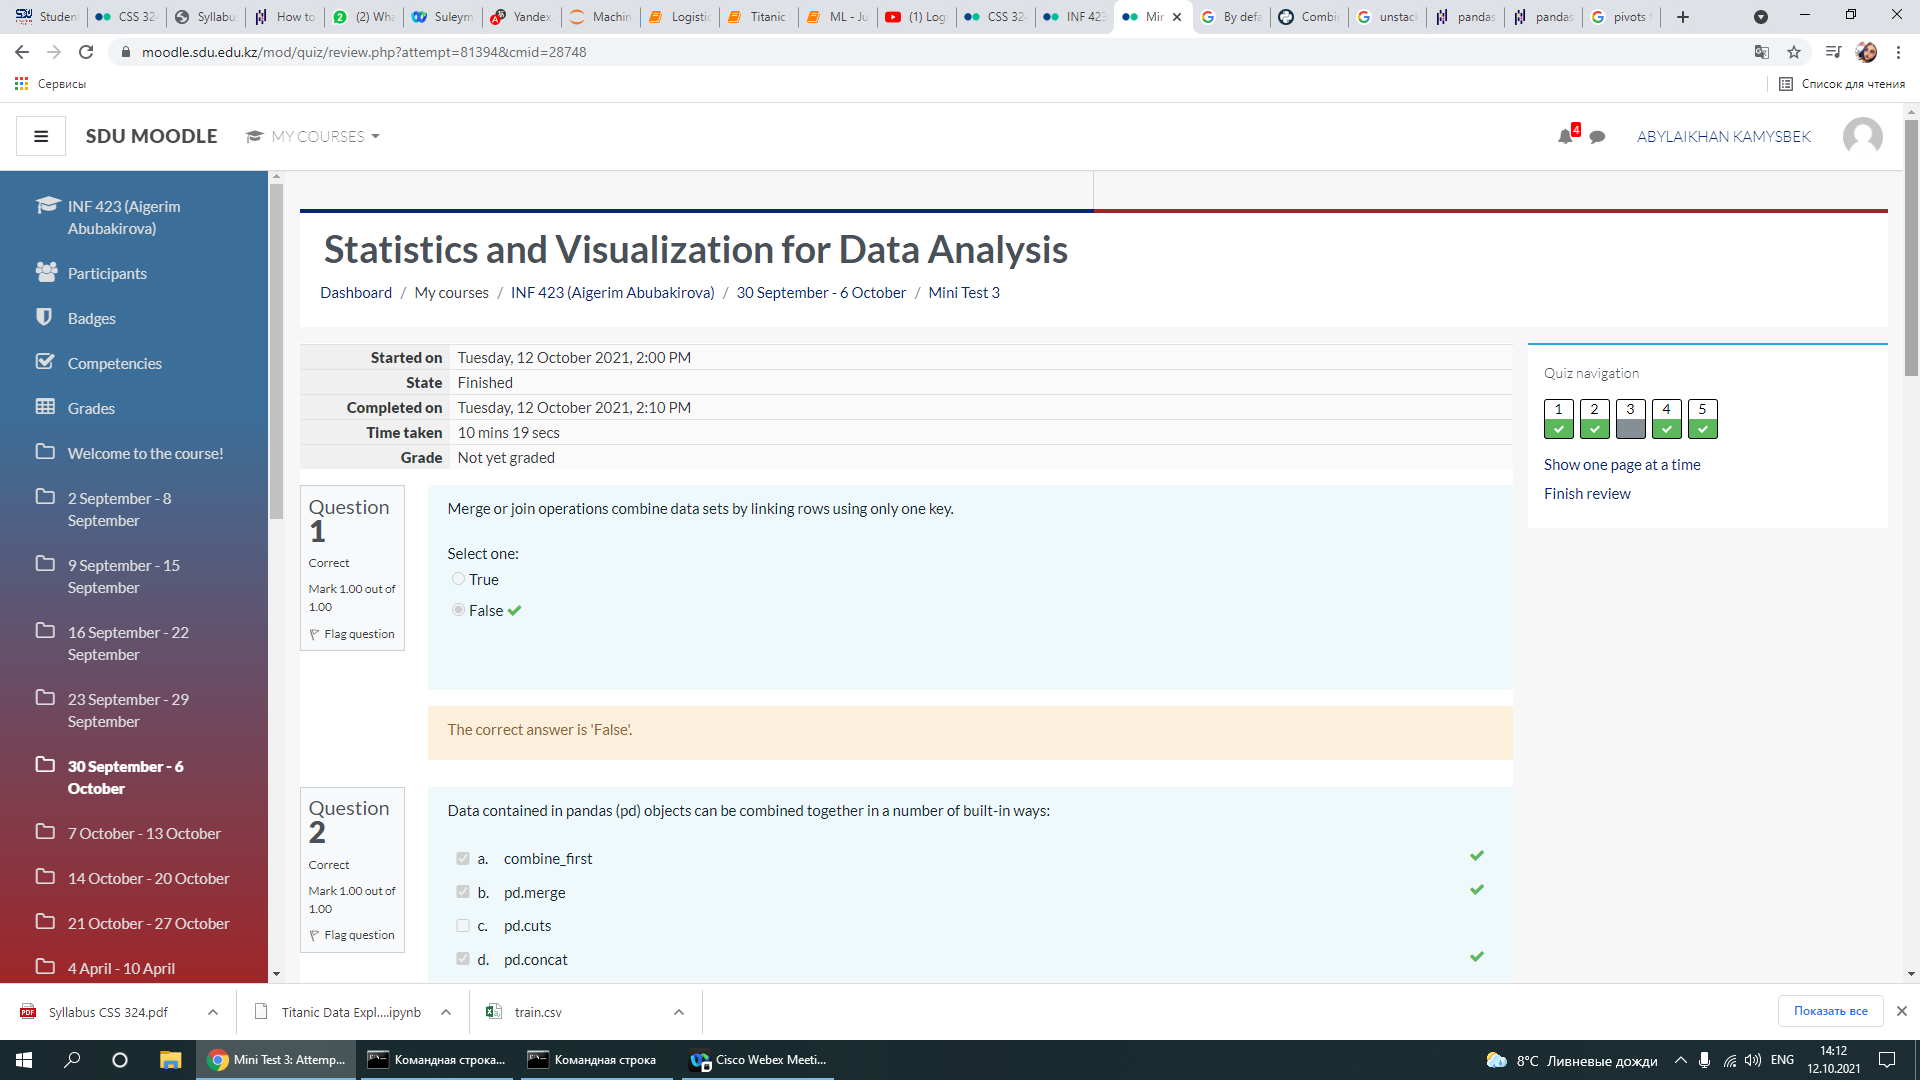 Student
CSS 324
Syllabu
How to
(2) Wha
Suleym
Yandex
Machin
Logistic
Titanic
ML - Ju
(1) Log
CSS 324
INF 423
Min
By defa
Combi
unstack
pandas
pandas
pivots
moodle.sdu.edu.kz/mod/quiz/review.php?attempt=81394&cmid=28748
Сервисы
Список для чтения
SDU MOODLE
MY COURSES
4
ABYLAIKHAN KAMYSBEK
INF 423 (Aigerim
Abubakirova)
Participants
Badges
Competencies
Grades
Welcome to the course!
2 September - 8
September
9 September - 15
September
16 September - 22
September
23 September - 29
September
30 September - 6
October
7 October - 13 October
14 October - 20 October
21 October - 27 October
4 April - 10 April
Statistics and Visualization for Data Analysis
Dashboard / My courses / INF 423 (Aigerim Abubakirova) / 30 September - 6 October / Mini Test 3
Started on Tuesday, 12 October 2021, 2:00 PM
State Finished
Completed on Tuesday, 12 October 2021, 2:10 PM
Time taken 10 mins 19 secs
Grade Not yet graded
Quiz navigation
1 2 3 4 5
Show one page at a time
Finish review
Question
1
Correct
Mark 1.00 out of
1.00
Flag question
Merge or join operations combine data sets by linking rows using only one key.
Select one:
True
False
The correct answer is 'False'.
Question
2
Correct
Mark 1.00 out of
1.00
Flag question
Data contained in pandas (pd) objects can be combined together in a number of built-in ways:
a. combine_first
b. pd.merge
c. pd.cuts
d. pd.concat
Syllabus CSS 324.pdf
Titanic Data Expl....ipynb
train.csv
Показать все
Mini Test 3: Attemp...
Командная строка...
Командная строка
Cisco Webex Meeti...
8°C Ливневые дожди
ENG
14:12
12.10.2021